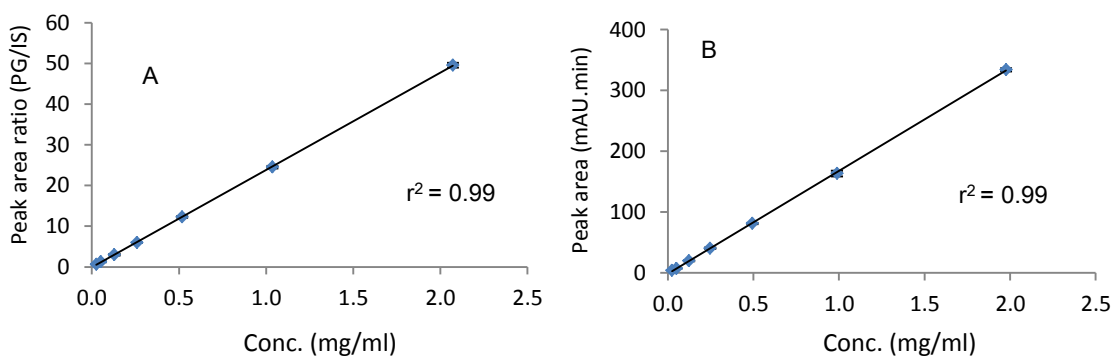 A
Peak area ratio (PG/IS)
60
50
40
30
20
10
0
r² = 0.99
0.0 0.5 1.0 1.5 2.0 2.5
Conc. (mg/ml)
B
Peak area (mAU.min)
400
300
200
100
0
r² = 0.99
0.0 0.5 1.0 1.5 2.0 2.5
Conc. (mg/ml)